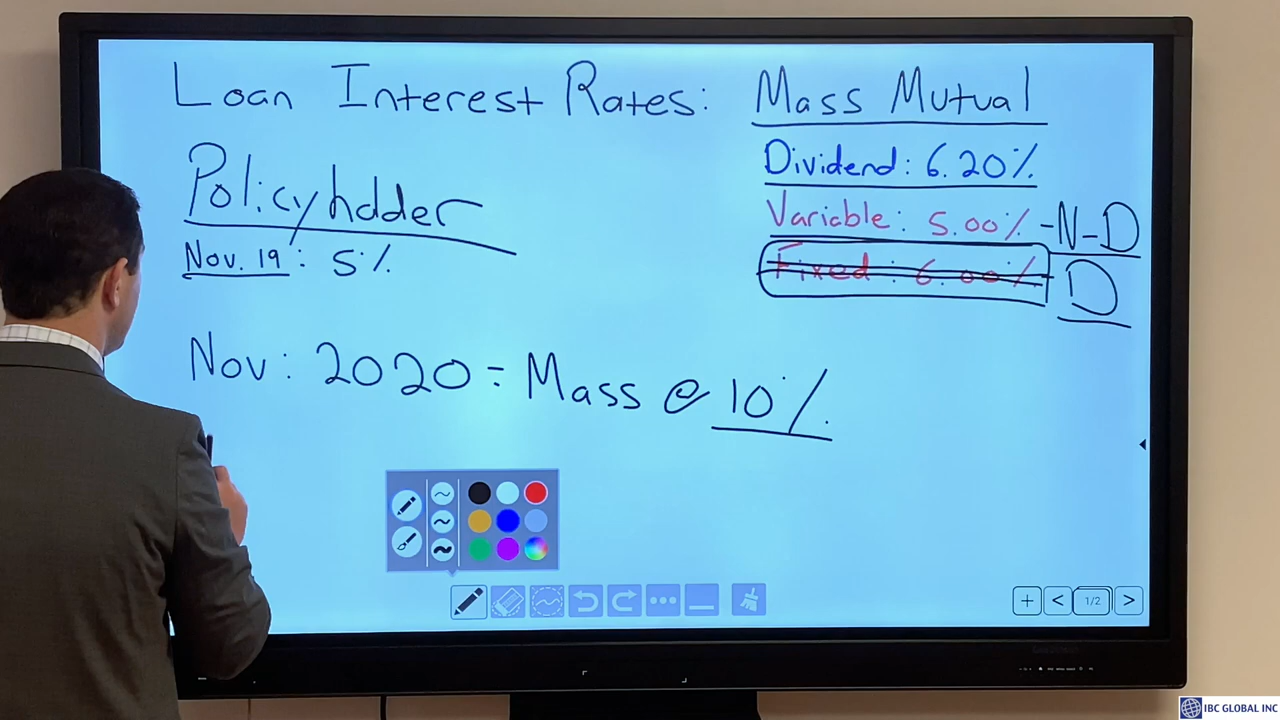 Loan Interest Rates: Mass Mutual
Dividend: 6.20%
Variable: 5.00% - N-D
Fixed: 6.00% D
Policyholder
Nov. 19: 5%
Nov: 2020 = Mass @ 10%
1/2
IBC GLOBAL INC